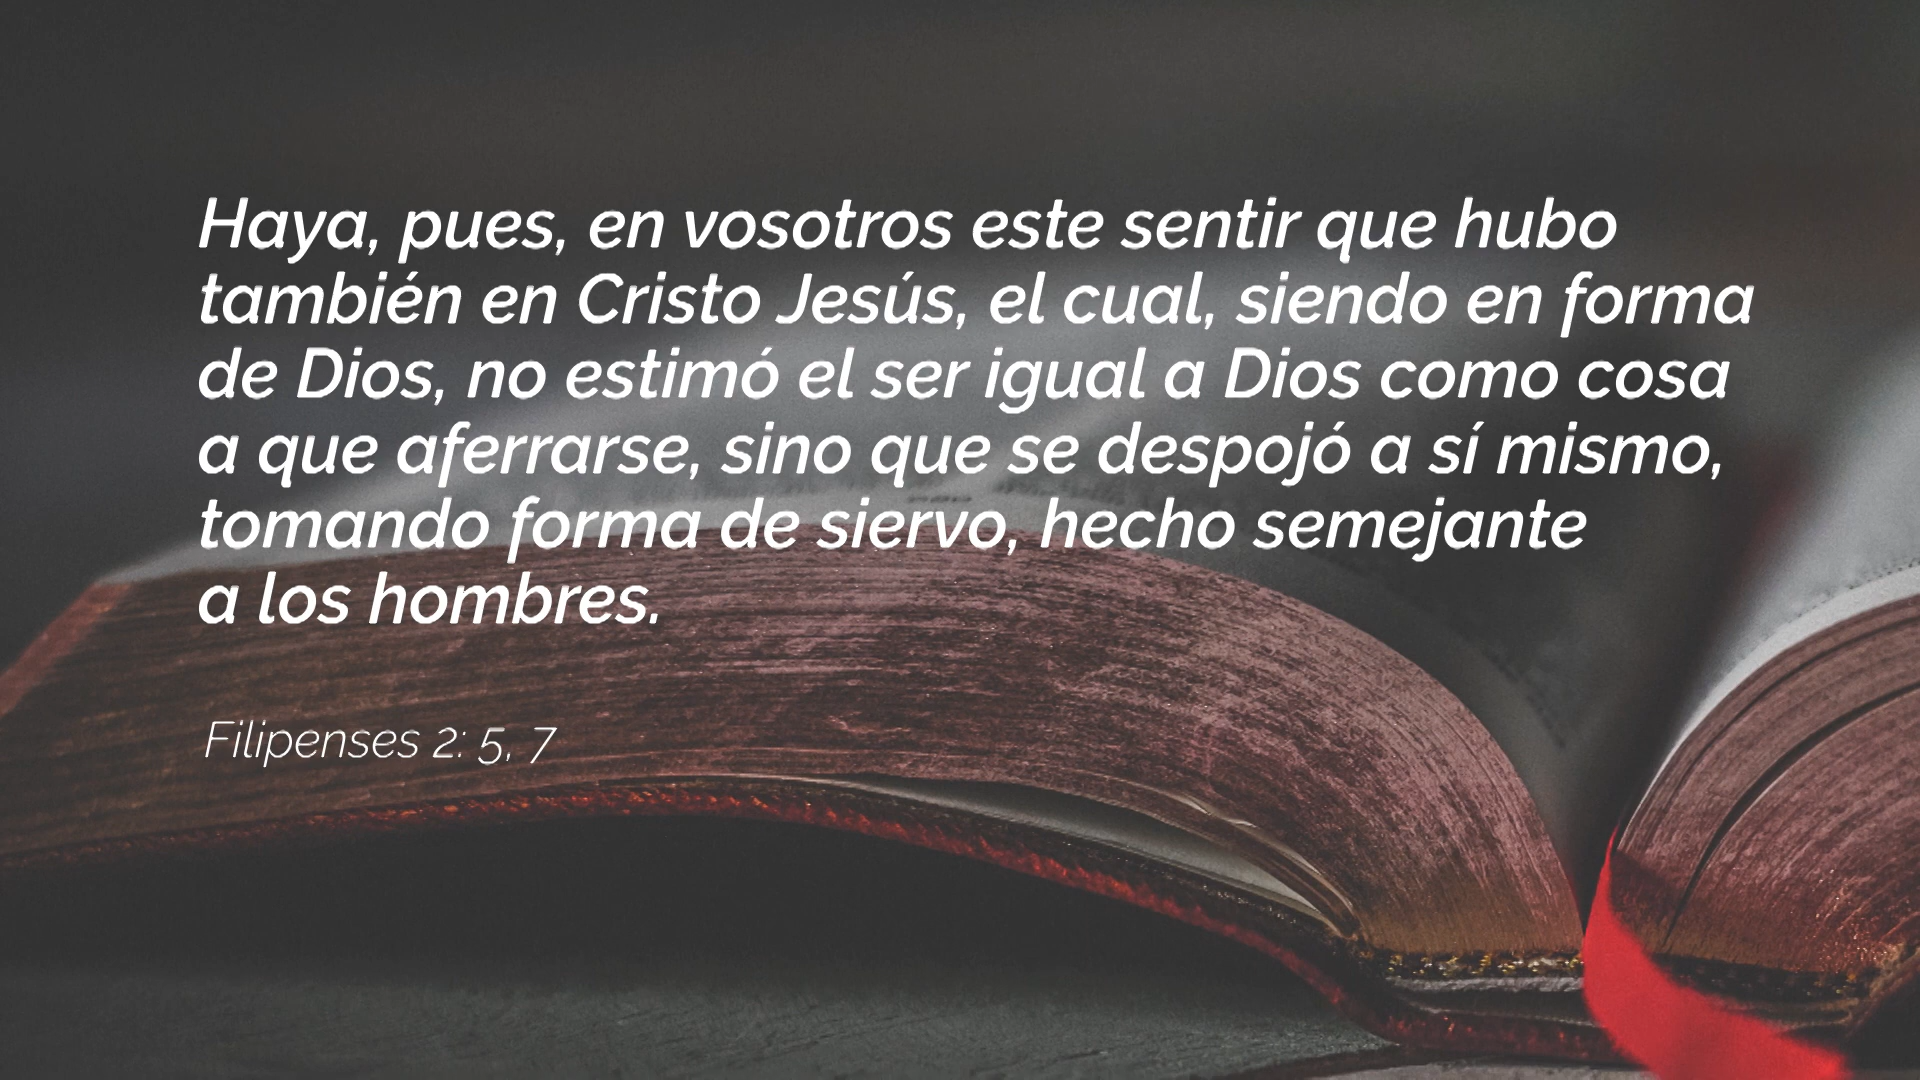 Haya, pues, en vosotros este sentir que hubo
también en Cristo Jesús, el cual, siendo en forma
de Dios, no estimó el ser igual a Dios como cosa
a que aferrarse, sino que se despojó a sí mismo,
tomando forma de siervo, hecho semejante
a los hombres.
Filipenses 2: 5, 7